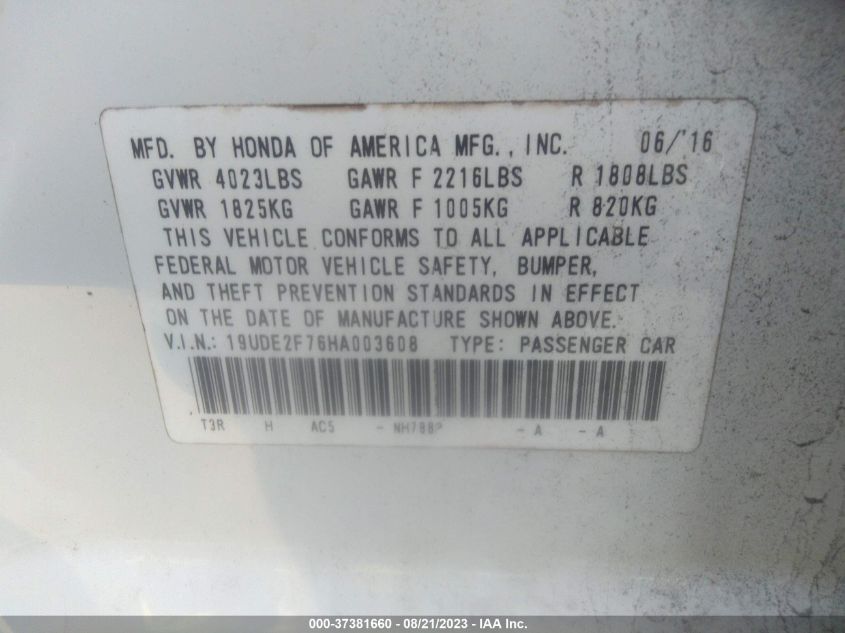 MFD. BY HONDA OF AMERICA MFG., INC. 06/'16
GVWR 4023LBS GAWR F 2216LBS R 1808LBS
GVWR 1825KG GAWR F 1005KG R 820KG
THIS VEHICLE CONFORMS TO ALL APPLICABLE
FEDERAL MOTOR VEHICLE SAFETY, BUMPER,
AND THEFT PREVENTION STANDARDS IN EFFECT
ON THE DATE OF MANUFACTURE SHOWN ABOVE.
V.I.N.: 19UDE2F76HA003608 TYPE: PASSENGER CAR
T3R H AC5 - NH788P - A - A
000-37381660 - 08/21/2023 - IAA Inc.